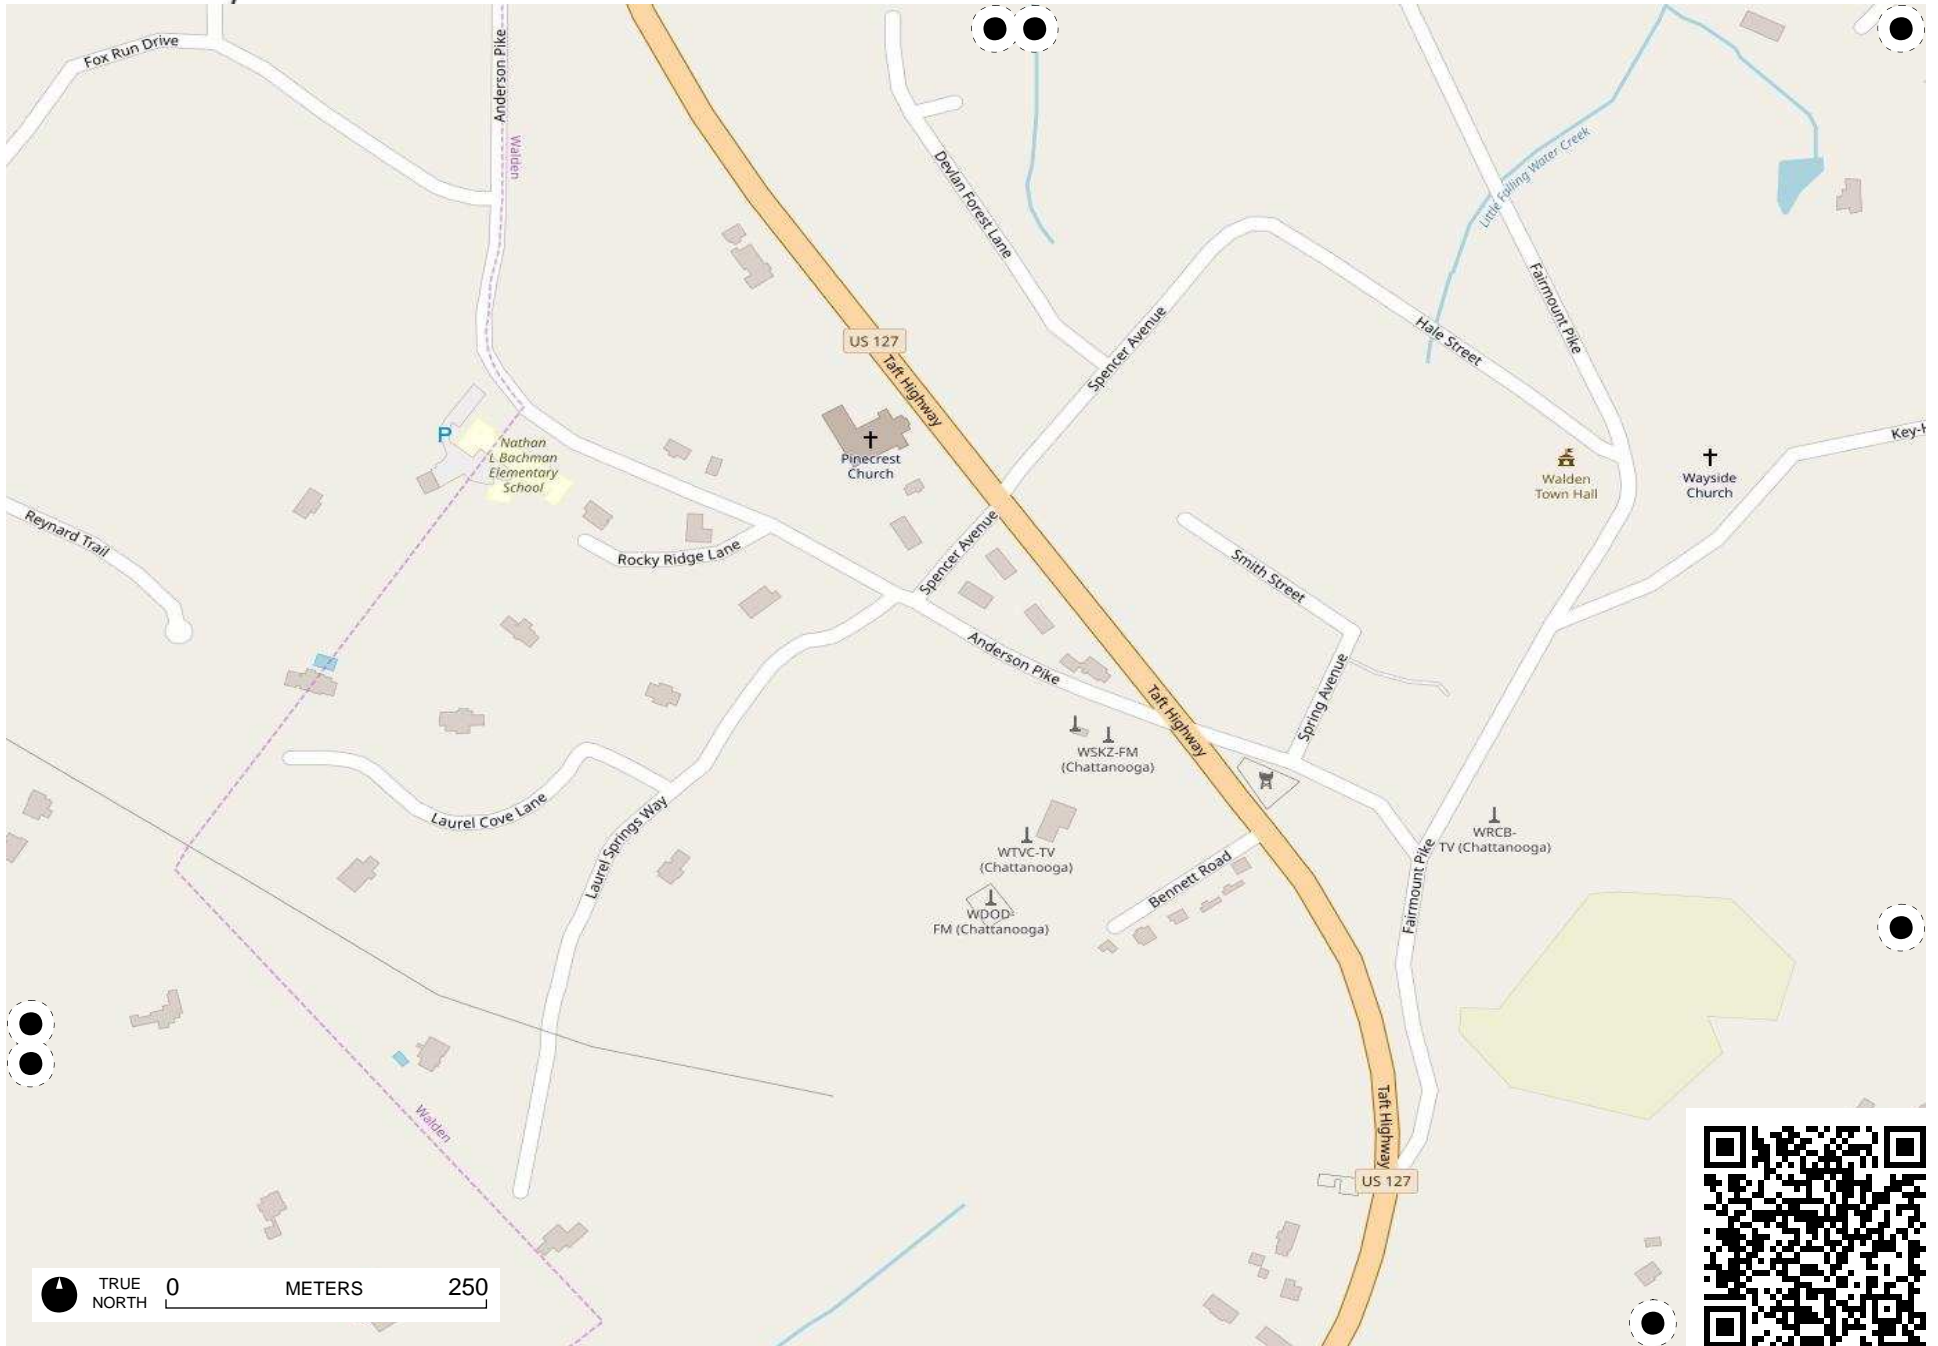 Fox Run Drive
Anderson Pike
Walden
Devlan Forest Lane
Little Falling Water Creek
Fairmount Pike
US 127
Taft Highway
Spencer Avenue
Hale Street
P
Nathan
L Bachman
Elementary
School
Pinecrest
Church
Walden
Town Hall
Wayside
Church
Reynard Trail
Rocky Ridge Lane
Spencer Avenue
Smith Street
Anderson Pike
Taft Highway
Spring Avenue
WSKZ-FM
(Chattanooga)
Laurel Cove Lane
Laurel Springs Way
WTVC-TV
(Chattanooga)
WRCB-
TV (Chattanooga)
Bennett Road
WDOD-
FM (Chattanooga)
Fairmount Pike
Walden
Taft Highway
US 127
TRUE
NORTH
0 METERS 250